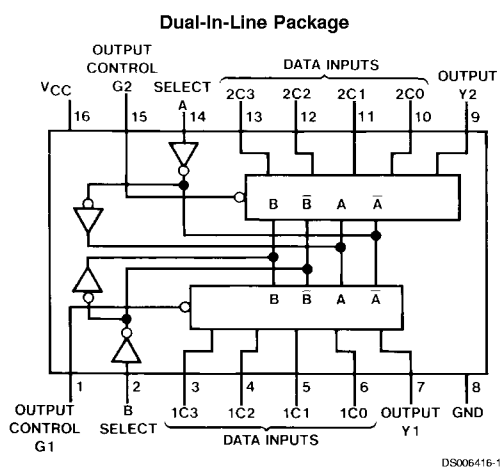 Dual-In-Line Package
OUTPUT
CONTROL
G2
SELECT
A
DATA INPUTS
OUTPUT
Y2
VCC
2C3 2C2 2C1 2C0
16 15 14 13 12 11 10 9
B B̅ A A̅
B B̅ A A̅
1 2 3 4 5 6 7 8
OUTPUT
CONTROL
G1
B
SELECT
1C3 1C2 1C1 1C0
DATA INPUTS
OUTPUT
Y1
GND
DS006416-1